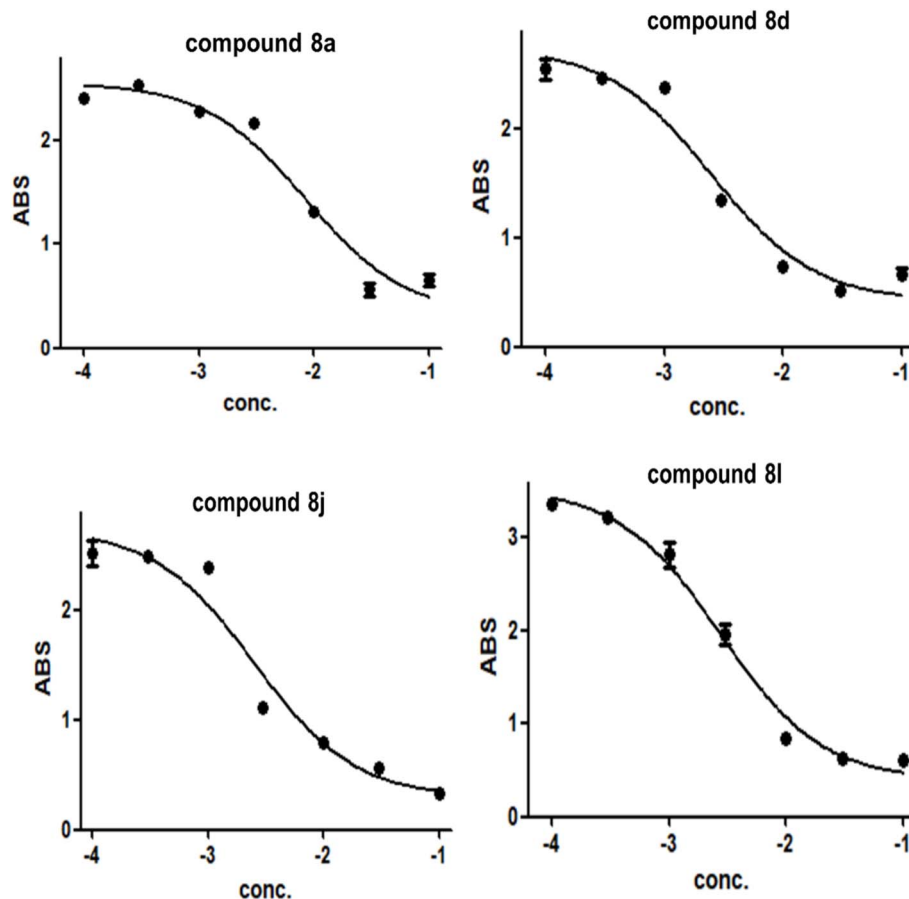 compound 8a
ABS
2
1
0
-4 -3 -2 -1
conc.
compound 8d
ABS
2
1
0
-4 -3 -2 -1
conc.
compound 8j
ABS
2
1
0
-4 -3 -2 -1
conc.
compound 8l
ABS
3
2
1
0
-4 -3 -2 -1
conc.